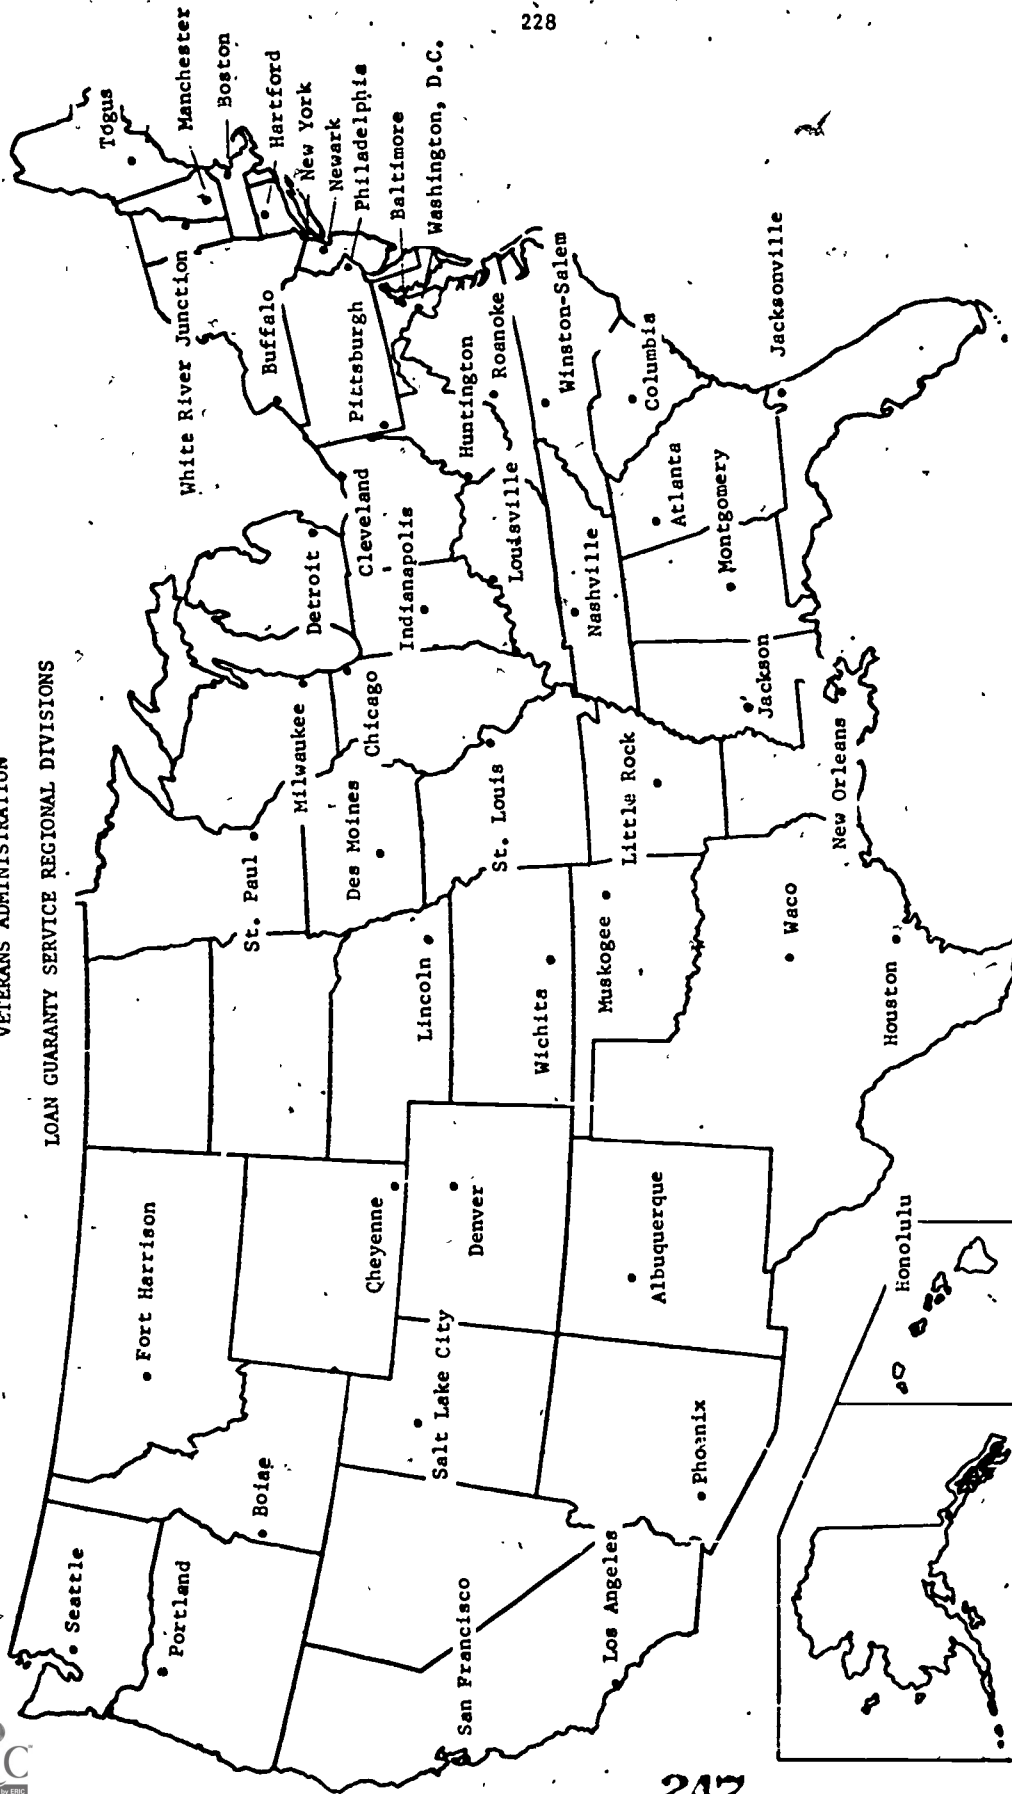 228
VETERANS ADMINISTRATION
LOAN GUARANTY SERVICE REGIONAL DIVISIONS
Seattle
Portland
Boise
Fort Harrison
San Francisco
Los Angeles
Salt Lake City
Phoenix
Cheyenne
Denver
Albuquerque
Lincoln
Wichita
Muskogee
Waco
Houston
St. Paul
Des Moines
St. Louis
Little Rock
New Orleans
Milwaukee
Chicago
Jackson
Detroit
Indianapolis
Cleveland
Louisville
Nashville
Montgomery
Atlanta
Huntington
Roanoke
Winston-Salem
Columbia
Jacksonville
White River Junction
Buffalo
Pittsburgh
Togus
Manchester
Boston
Hartford
New York
Newark
Philadelphia
Baltimore
Washington, D.C.
Honolulu
247